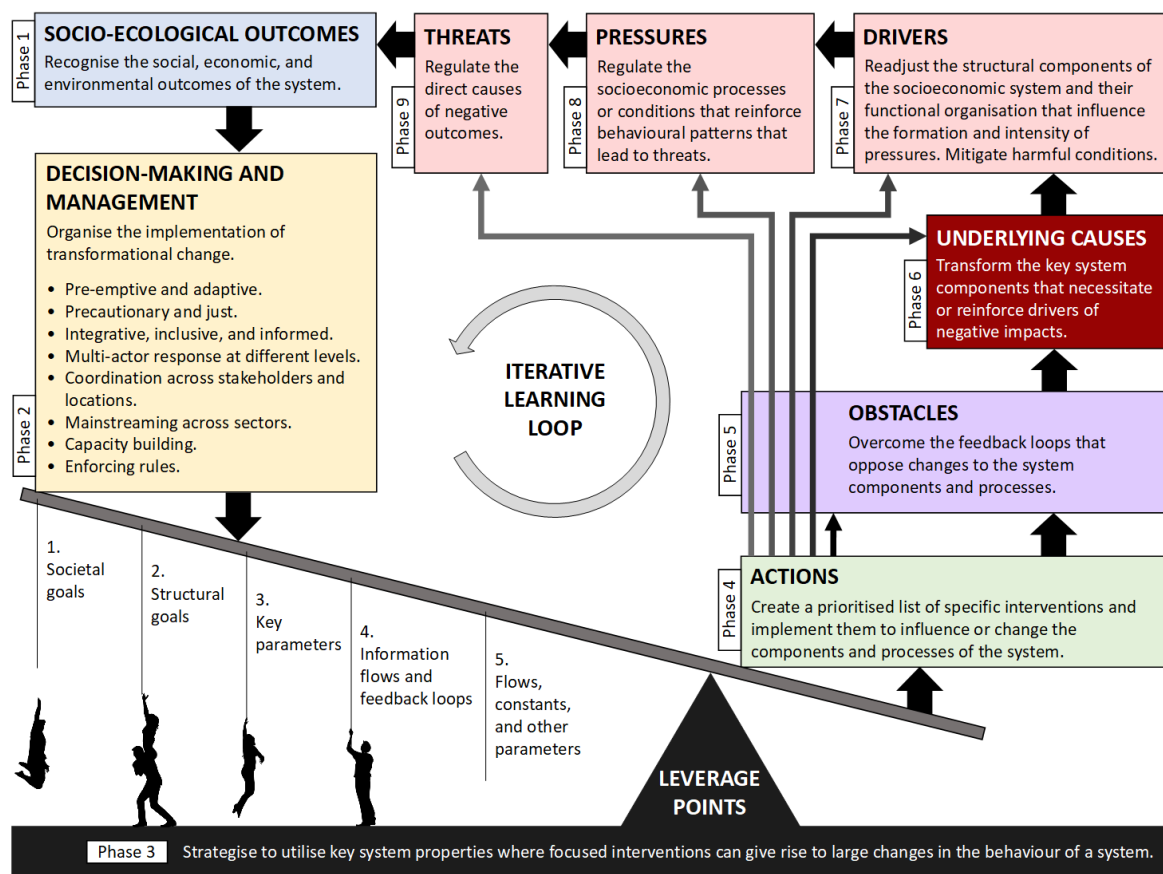 Phase 1
SOCIO-ECOLOGICAL OUTCOMES
Recognise the social, economic, and
environmental outcomes of the system.
Phase 2
DECISION-MAKING AND
MANAGEMENT
Organise the implementation of
transformational change.
• Pre-emptive and adaptive.
• Precautionary and just.
• Integrative, inclusive, and informed.
• Multi-actor response at different levels.
• Coordination across stakeholders and
locations.
• Mainstreaming across sectors.
• Capacity building.
• Enforcing rules.
1.
Societal
goals
2.
Structural
goals
3.
Key
parameters
4.
Information
flows and
feedback loops
5.
Flows,
constants,
and other
parameters
LEVERAGE
POINTS
Phase 3
Strategise to utilise key system properties where focused interventions can give rise to large changes in the behaviour of a system.
Phase 4
ACTIONS
Create a prioritised list of specific interventions and
implement them to influence or change the
components and processes of the system.
Phase 5
OBSTACLES
Overcome the feedback loops that
oppose changes to the system
components and processes.
Phase 6
UNDERLYING CAUSES
Transform the key system
components that necessitate
or reinforce drivers of
negative impacts.
Phase 7
DRIVERS
Readjust the structural components of
the socioeconomic system and their
functional organisation that influence
the formation and intensity of
pressures. Mitigate harmful conditions.
Phase 8
PRESSURES
Regulate the
socioeconomic processes
or conditions that reinforce
behavioural patterns that
lead to threats.
Phase 9
THREATS
Regulate the
direct causes
of negative
outcomes.
ITERATIVE
LEARNING
LOOP